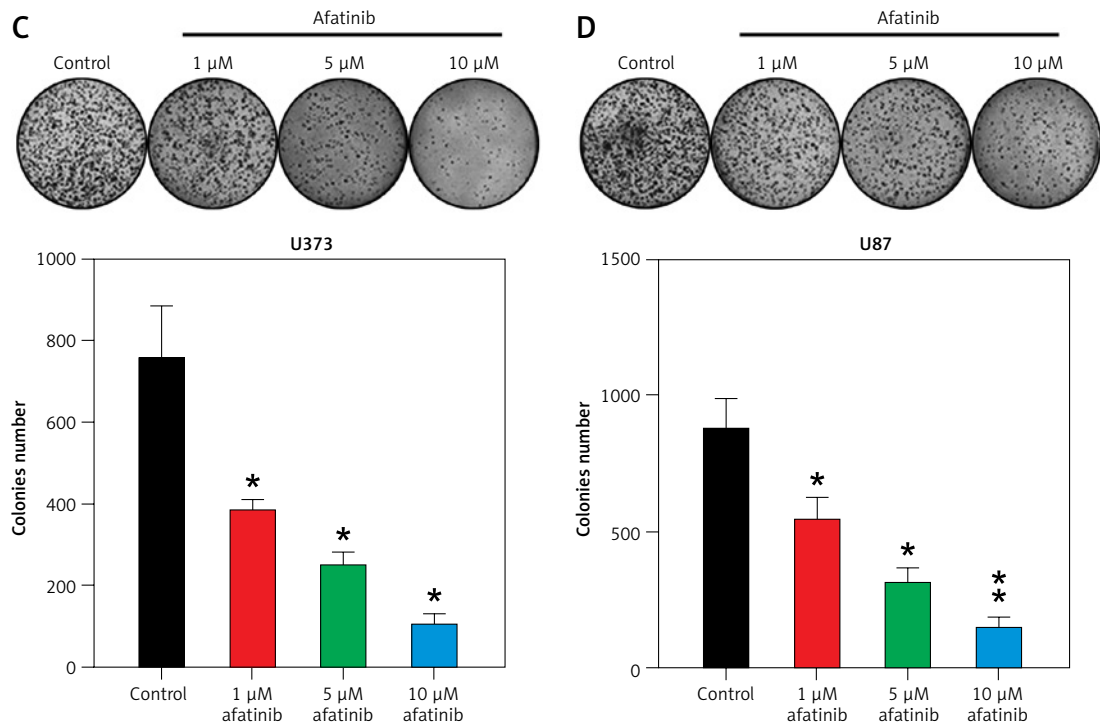 C
Afatinib
Control
1 µM
5 µM
10 µM
U373
1000
800
600
400
200
0
Colonies number
*
*
*
Control
1 µM
afatinib
5 µM
afatinib
10 µM
afatinib
D
Afatinib
Control
1 µM
5 µM
10 µM
U87
1500
1000
500
0
Colonies number
*
*
*
*
Control
1 µM
afatinib
5 µM
afatinib
10 µM
afatinib